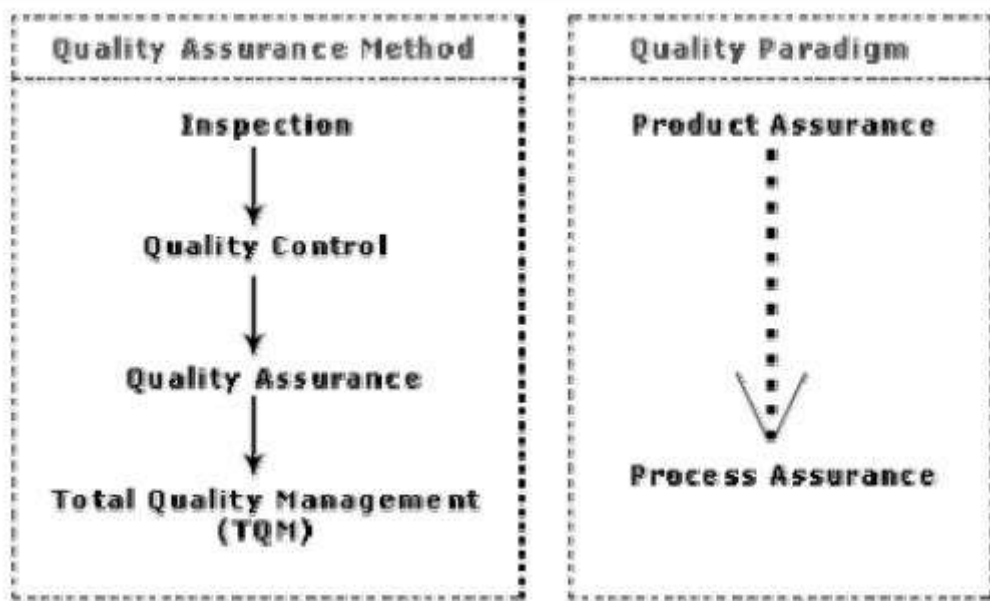 Quality Assurance Method
Inspection
Quality Control
Quality Assurance
Total Quality Management
(TQM)
Quality Paradigm
Product Assurance
Process Assurance